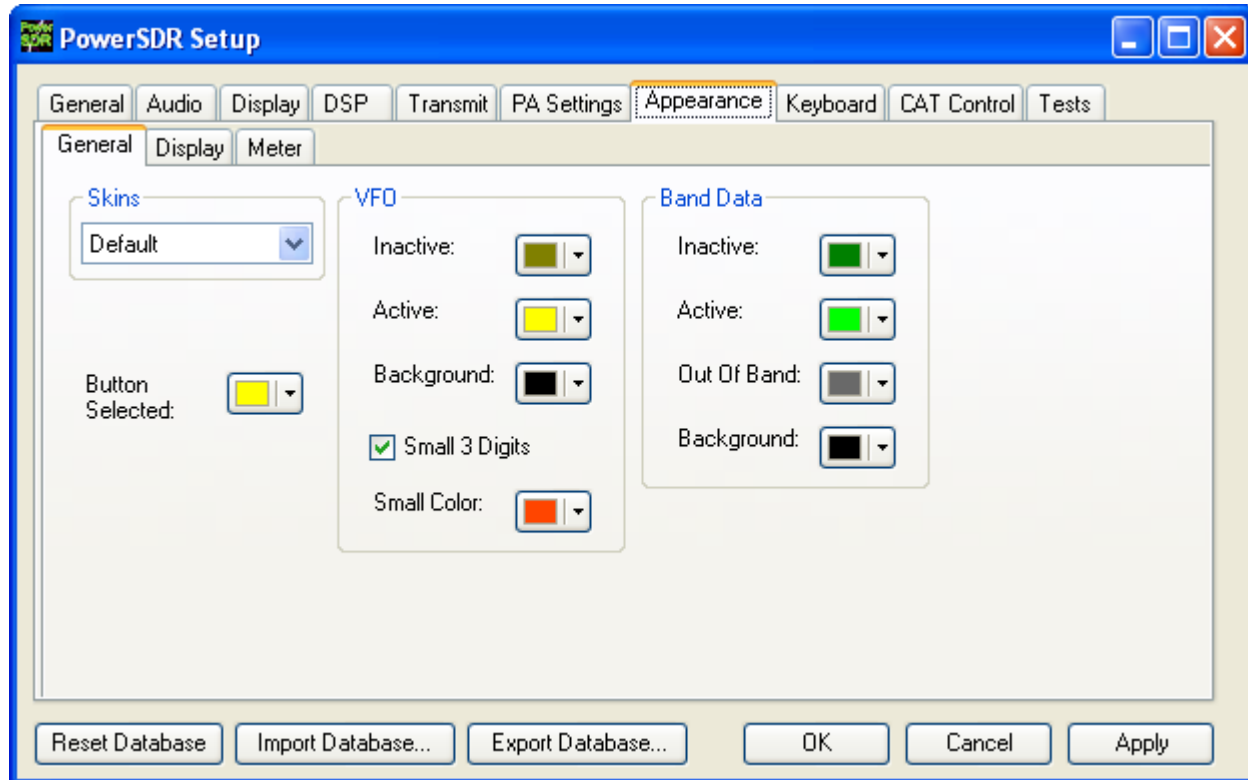 PowerSDR Setup
General Audio Display DSP Transmit PA Settings Appearance Keyboard CAT Control Tests
General Display Meter
Skins
Default
Button
Selected:
VFO
Inactive:
Active:
Background:
Small 3 Digits
Small Color:
Band Data
Inactive:
Active:
Out Of Band:
Background:
Reset Database Import Database... Export Database... OK Cancel Apply